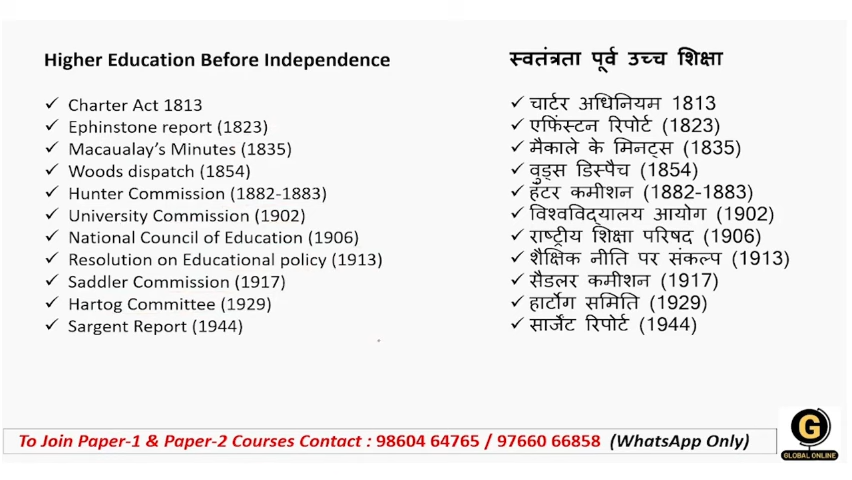 Higher Education Before Independence
✓ Charter Act 1813
✓ Ephinstone report (1823)
✓ Macaualay's Minutes (1835)
✓ Woods dispatch (1854)
✓ Hunter Commission (1882-1883)
✓ University Commission (1902)
✓ National Council of Education (1906)
✓ Resolution on Educational policy (1913)
✓ Saddler Commission (1917)
✓ Hartog Committee (1929)
✓ Sargent Report (1944)
स्वतंत्रता पूर्व उच्च शिक्षा
✓ चार्टर अधिनियम 1813
✓ एफिंस्टन रिपोर्ट (1823)
✓ मैकाले के मिनट्स (1835)
✓ वुड्स डिस्पैच (1854)
✓ हंटर कमीशन (1882-1883)
✓ विश्वविद्यालय आयोग (1902)
✓ राष्ट्रीय शिक्षा परिषद (1906)
✓ शैक्षिक नीति पर संकल्प (1913)
✓ सैडलर कमीशन (1917)
✓ हार्टोग समिति (1929)
✓ सार्जेंट रिपोर्ट (1944)
To Join Paper-1 & Paper-2 Courses Contact : 98604 64765 / 97660 66858 (WhatsApp Only)
G
GLOBAL ONLINE